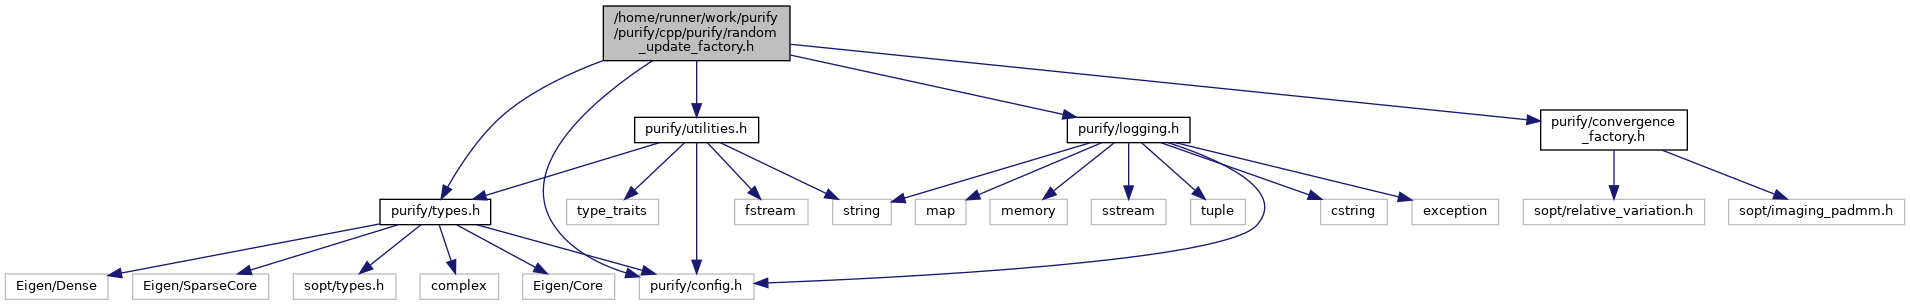 /home/runner/work/purify
/purify/cpp/purify/random
_update_factory.h
purify/convergence
_factory.h
purify/utilities.h
purify/logging.h
purify/types.h
type_traits
fstream
string
map
memory
sstream
tuple
cstring
exception
sopt/relative_variation.h
sopt/imaging_padmm.h
Eigen/Dense
Eigen/SparseCore
sopt/types.h
complex
Eigen/Core
purify/config.h